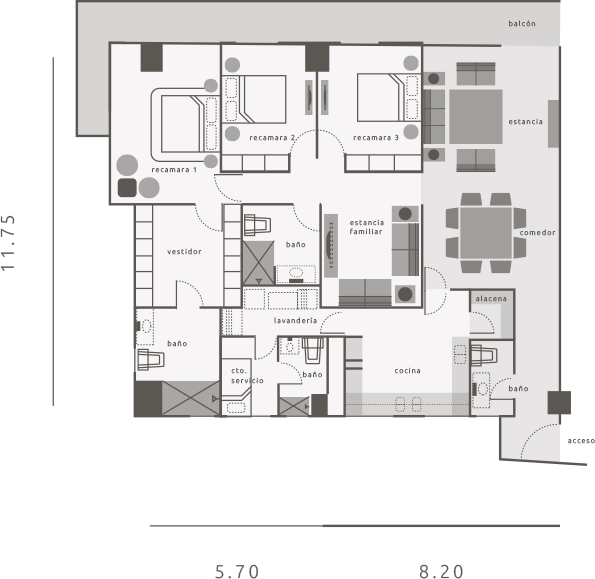 balcón
estancia
recamara 2
recamara 3
recamara 1
estancia
familiar
comedor
baño
vestidor
11.75
alacena
lavandería
baño
cto.
servicio
baño
cocina
baño
acceso
5.70
8.20